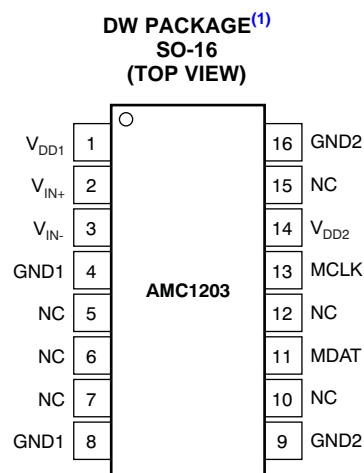 DW PACKAGE(1)
SO-16
(TOP VIEW)
VDD1 1 16 GND2
VIN+ 2 15 NC
VIN- 3 14 VDD2
GND1 4 13 MCLK
AMC1203
NC 5 12 NC
NC 6 11 MDAT
NC 7 10 NC
GND1 8 9 GND2